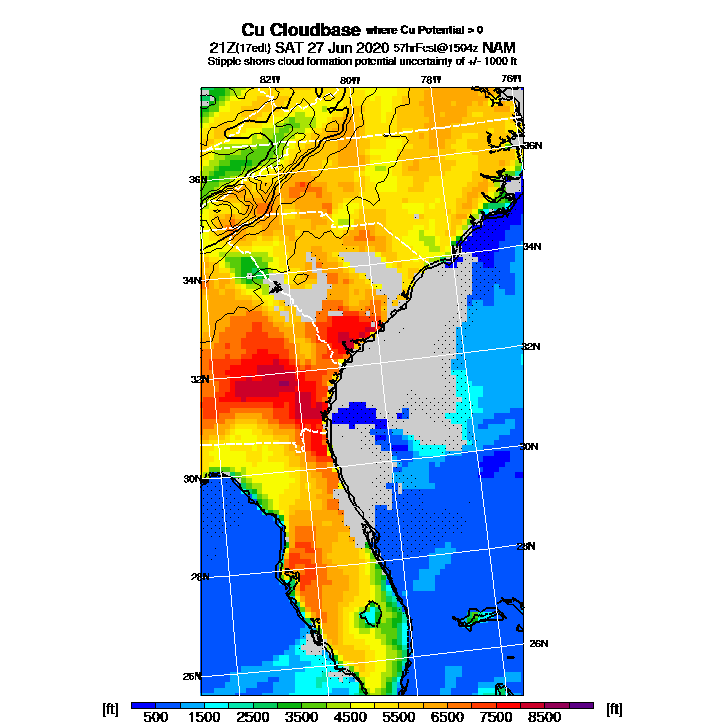 Cu Cloudbase where Cu Potential > 0
21Z(17edt) SAT 27 Jun 2020 57hrFcst@1504z NAM
Stipple shows cloud formation potential uncertainty of +/- 1000 ft
82W 80W 78W 76W
36N
36N
34N
34N
32N
32N
30N
30N
28N
28N
26N
26N
[ft] 500 1500 2500 3500 4500 5500 6500 7500 8500 [ft]